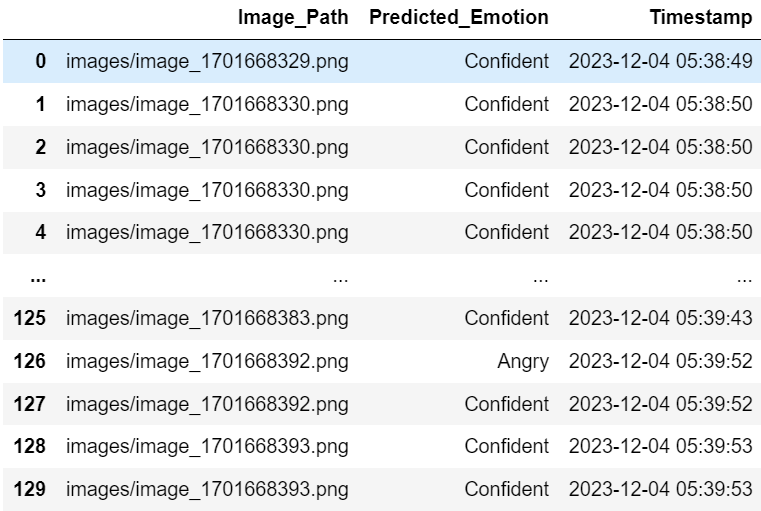 Image_Path Predicted_Emotion Timestamp
0 images/image_1701668329.png Confident 2023-12-04 05:38:49
1 images/image_1701668330.png Confident 2023-12-04 05:38:50
2 images/image_1701668330.png Confident 2023-12-04 05:38:50
3 images/image_1701668330.png Confident 2023-12-04 05:38:50
4 images/image_1701668330.png Confident 2023-12-04 05:38:50
... ... ... ...
125 images/image_1701668383.png Confident 2023-12-04 05:39:43
126 images/image_1701668392.png Angry 2023-12-04 05:39:52
127 images/image_1701668392.png Confident 2023-12-04 05:39:52
128 images/image_1701668393.png Confident 2023-12-04 05:39:53
129 images/image_1701668393.png Confident 2023-12-04 05:39:53